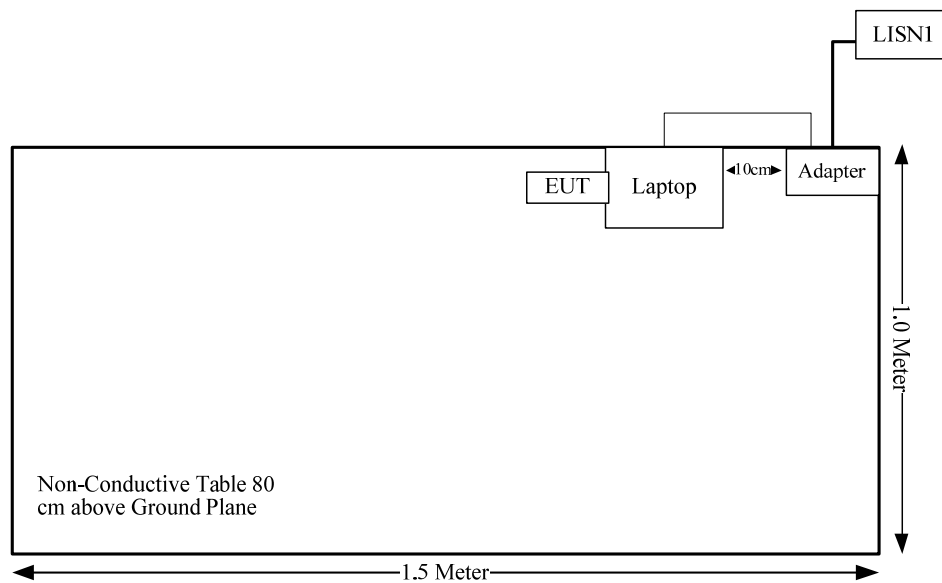 LISN1
EUT
Laptop
10cm
Adapter
1.0 Meter
Non-Conductive Table 80
cm above Ground Plane
1.5 Meter